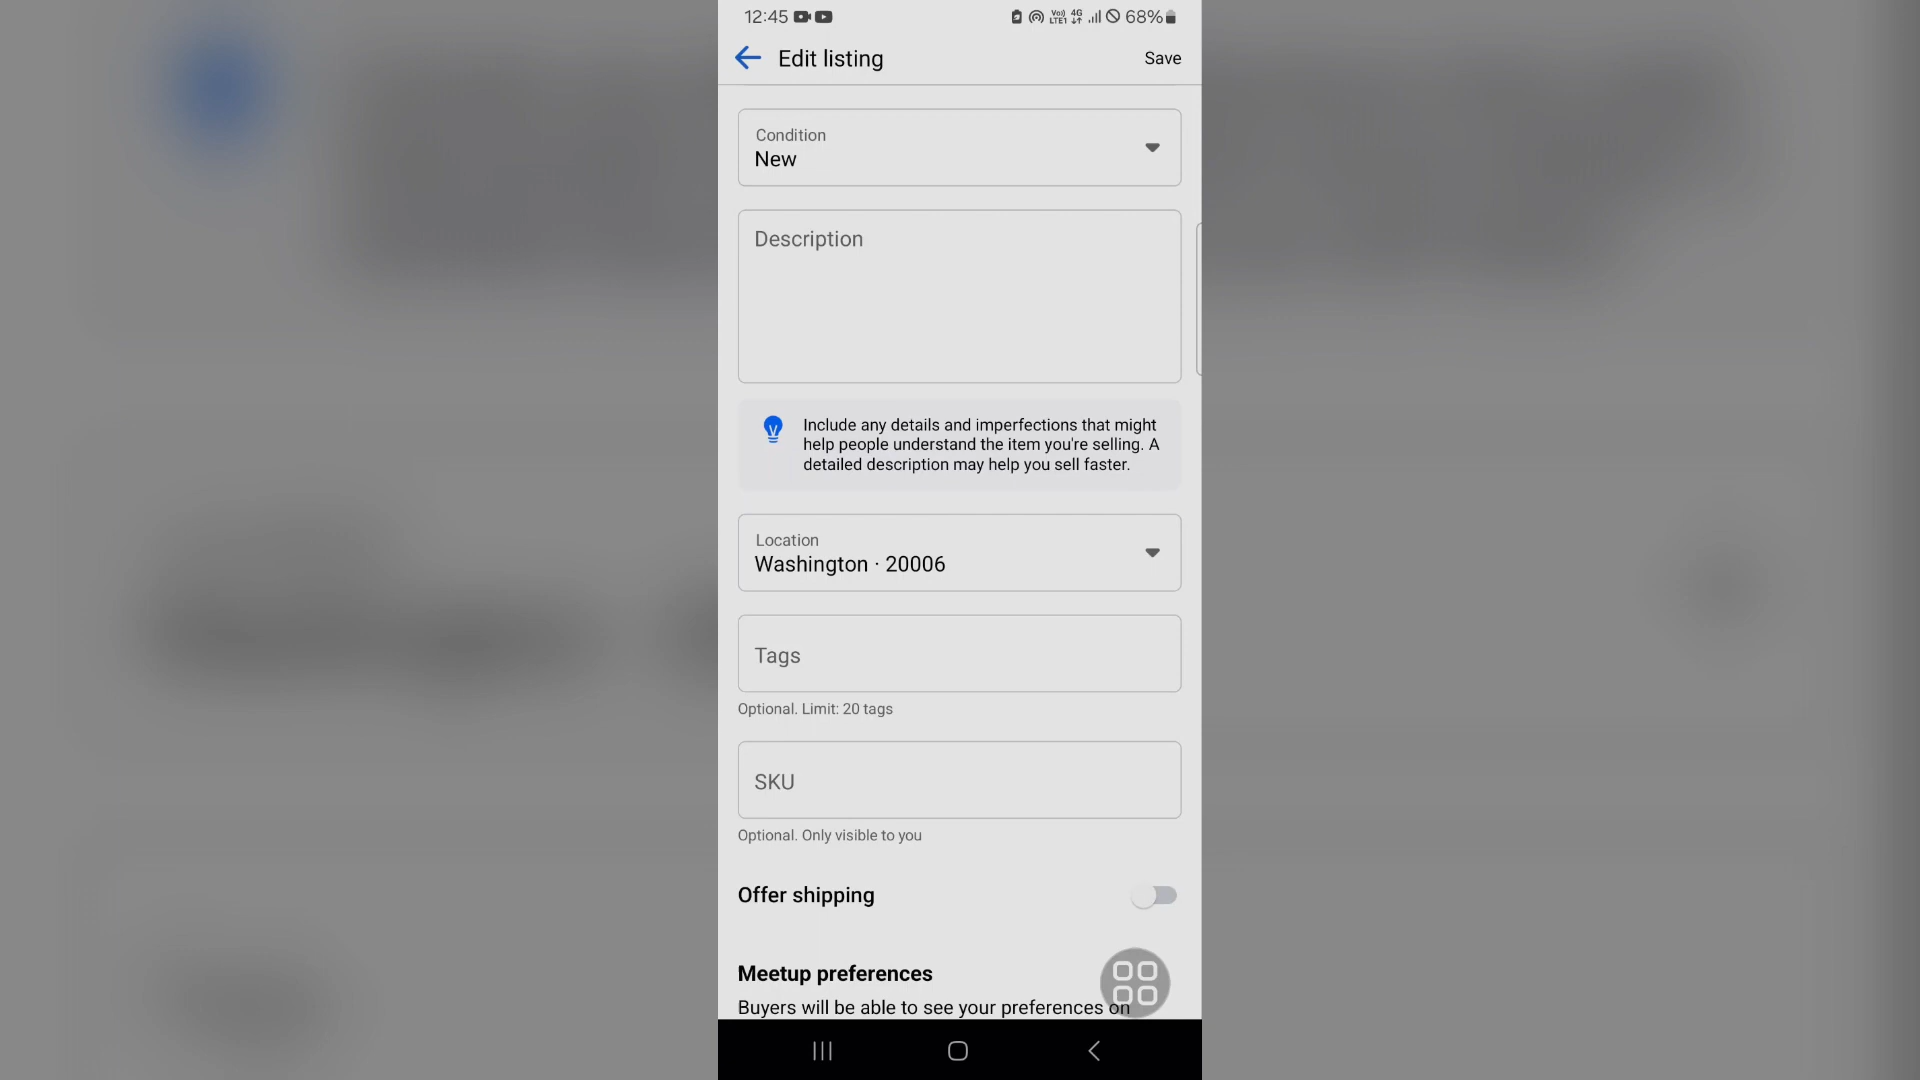 12:45
Vo)) 4G
LTE1
68%
Edit listing
Save
Condition
New
Description
Include any details and imperfections that might
help people understand the item you're selling. A
detailed description may help you sell faster.
Location
Washington · 20006
Tags
Optional. Limit: 20 tags
SKU
Optional. Only visible to you
Offer shipping
Meetup preferences
Buyers will be able to see your preferences on